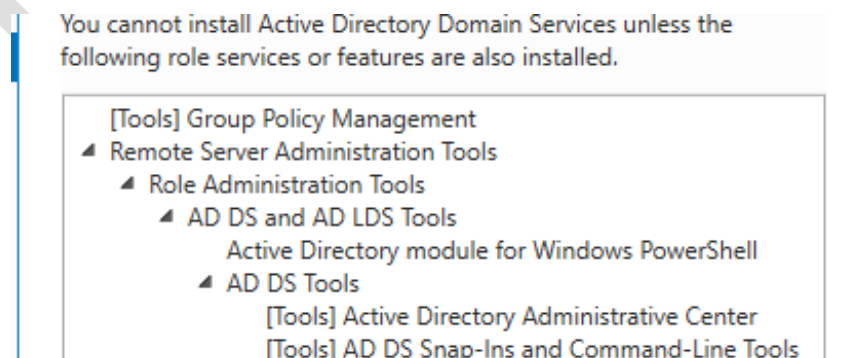 You cannot install Active Directory Domain Services unless the
following role services or features are also installed.
[Tools] Group Policy Management
Remote Server Administration Tools
Role Administration Tools
AD DS and AD LDS Tools
Active Directory module for Windows PowerShell
AD DS Tools
[Tools] Active Directory Administrative Center
[Tools] AD DS Snap-Ins and Command-Line Tools